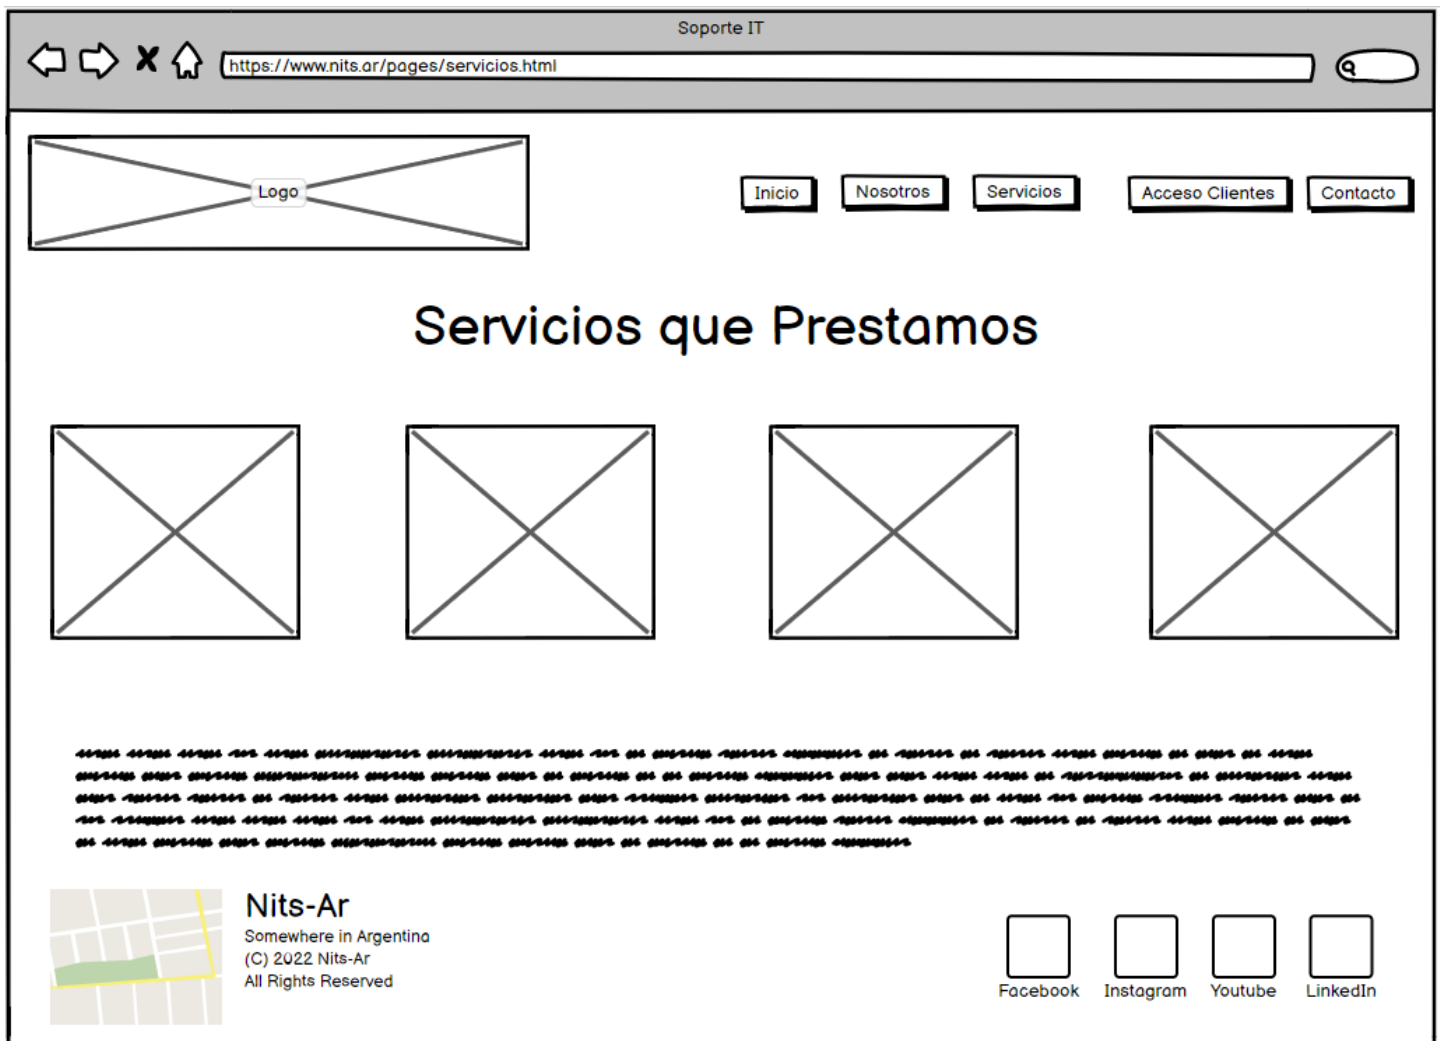 Soporte IT
https://www.nits.ar/pages/servicios.html
Logo
Inicio
Nosotros
Servicios
Acceso Clientes
Contacto
Servicios que Prestamos
Nits-Ar
Somewhere in Argentina
(C) 2022 Nits-Ar
All Rights Reserved
Facebook
Instagram
Youtube
LinkedIn